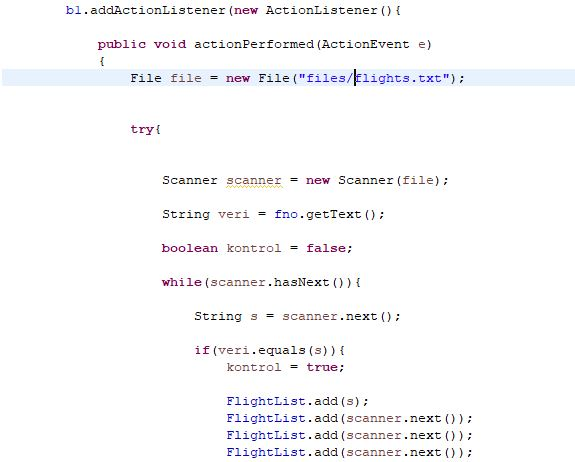 b1.addActionListener(new ActionListener(){
public void actionPerformed(ActionEvent e)
{
File file = new File("files/flights.txt");
try{
Scanner scanner = new Scanner(file);
String veri = fno.getText();
boolean kontrol = false;
while(scanner.hasNext()){
String s = scanner.next();
if(veri.equals(s)){
kontrol = true;
FlightList.add(s);
FlightList.add(scanner.next());
FlightList.add(scanner.next());
FlightList.add(scanner.next());